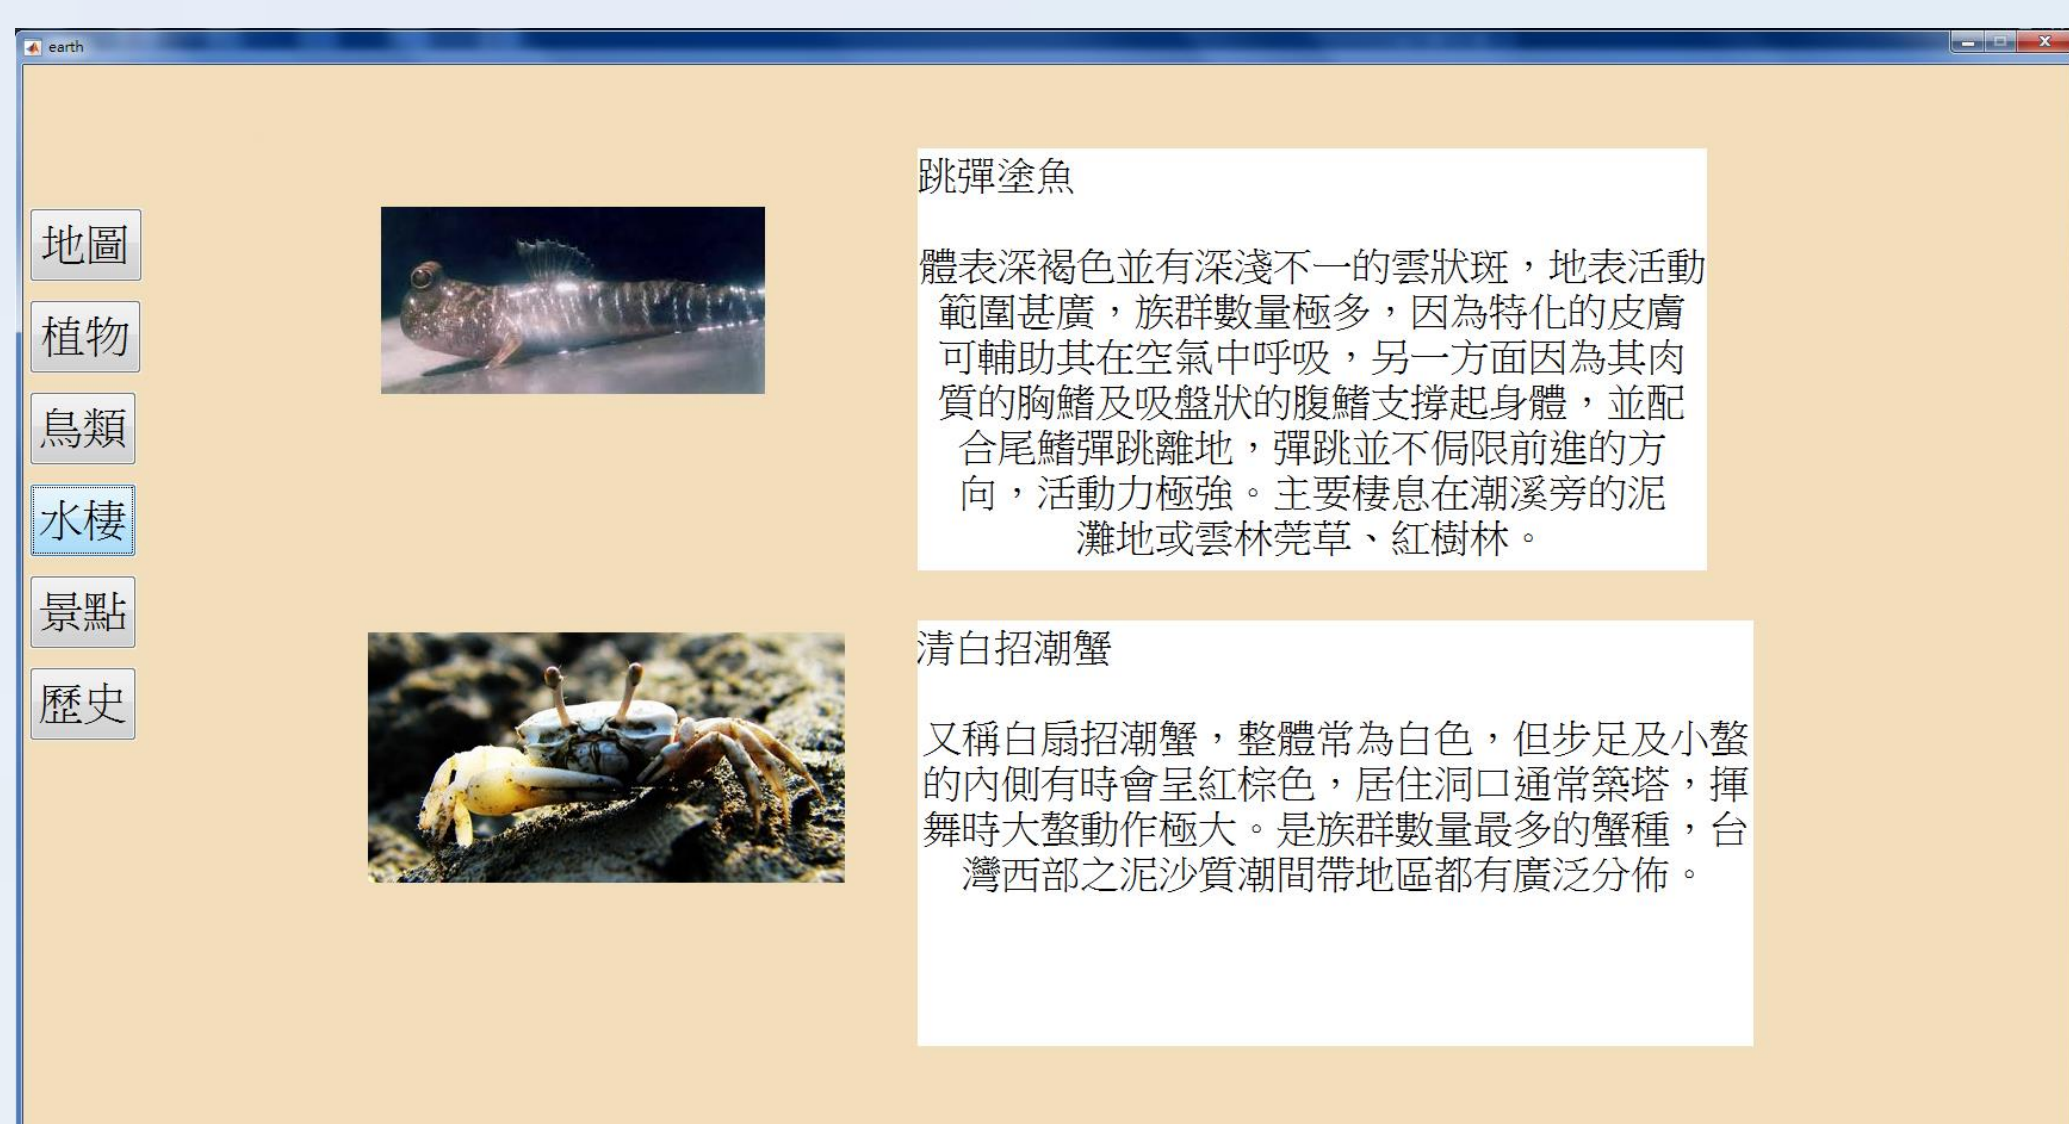 earth
地圖
植物
鳥類
水棲
景點
歷史
跳彈塗魚
體表深褐色並有深淺不一的雲狀斑，地表活動
範圍甚廣，族群數量極多，因為特化的皮膚
可輔助其在空氣中呼吸，另一方面因為其肉
質的胸鰭及吸盤狀的腹鰭支撐起身體，並配
合尾鰭彈跳離地，彈跳並不侷限前進的方
向，活動力極強。主要棲息在潮溪旁的泥
灘地或雲林莞草、紅樹林。
清白招潮蟹
又稱白扇招潮蟹，整體常為白色，但步足及小螯
的內側有時會呈紅棕色，居住洞口通常築塔，揮
舞時大螯動作極大。是族群數量最多的蟹種，台
灣西部之泥沙質潮間帶地區都有廣泛分佈。